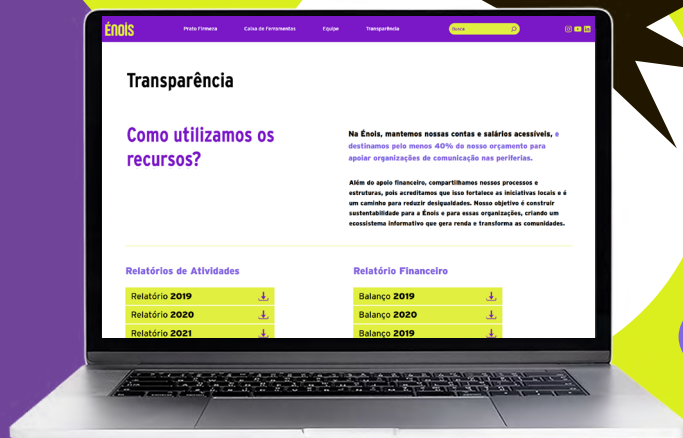 Énois Prato Firmeza Caixa de Ferramentas Equipe Transparência Busca
Transparência
Como utilizamos os
recursos?
Na Énois, mantemos nossas contas e salários acessíveis, e
destinamos pelo menos 40% do nosso orçamento para
apoiar organizações de comunicação nas periferias.
Além do apoio financeiro, compartilhamos nossos processos e
estruturas, pois acreditamos que isso fortalece as iniciativas locais e é
um caminho para reduzir desigualdades. Nosso objetivo é construir
sustentabilidade para a Énois e para essas organizações, criando um
ecossistema informativo que gera renda e transforma as comunidades.
Relatórios de Atividades
Relatório 2019
Relatório 2020
Relatório 2021
Relatório Financeiro
Balanço 2019
Balanço 2020
Balanço 2019